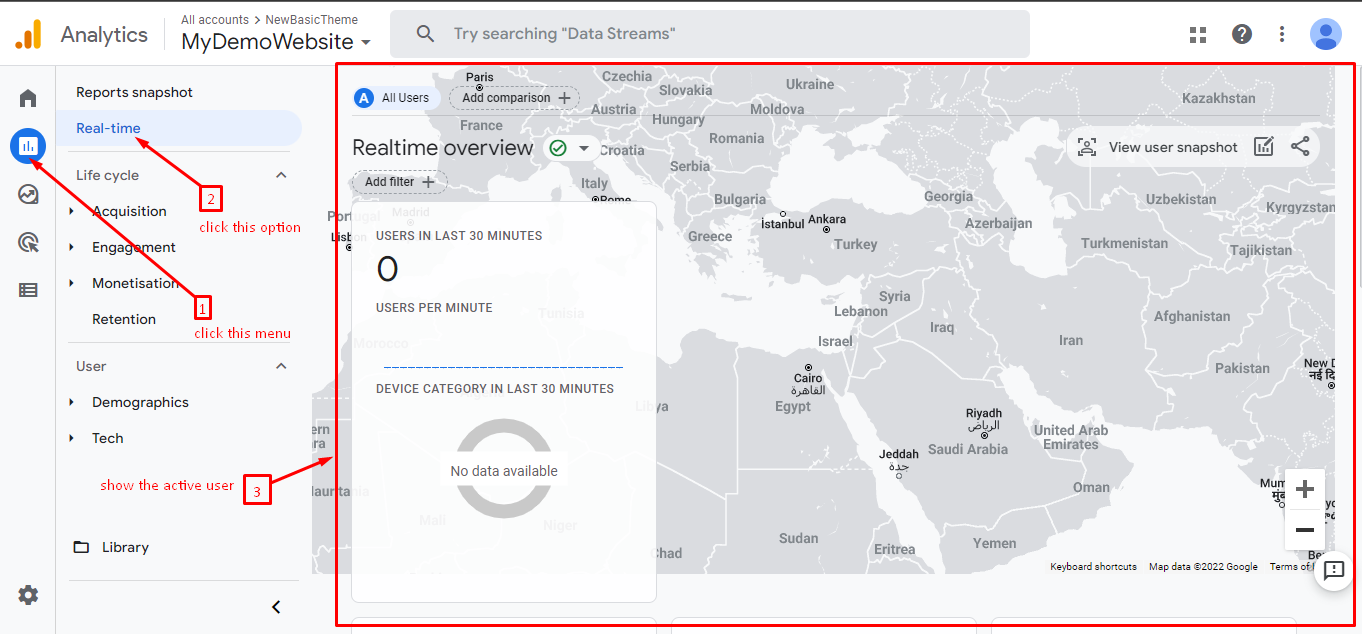 Analytics
All accounts > NewBasicTheme
MyDemoWebsite
Try searching "Data Streams"
Reports snapshot
Real-time
Life cycle
Acquisition
Engagement
Monetisation
Retention
User
Demographics
Tech
Library
2
click this option
1
click this menu
show the active user
3
A All Users
Add comparison +
Realtime overview
Add filter +
View user snapshot
USERS IN LAST 30 MINUTES
0
USERS PER MINUTE
DEVICE CATEGORY IN LAST 30 MINUTES
No data available
Paris
Czechia
Slovakia
Ukraine
Kazakhstan
Austria
Moldova
Hungary
France
Romania
Croatia
Serbia
Italy
Bulgaria
Georgia
Uzbekistan
Kyrgyzstan
Rome
Portugal
Madrid
İstanbul
Ankara
Azerbaijan
Lisbon
Greece
Turkey
Turkmenistan
Tajikistan
Syria
Tunisia
Lebanon
Afghanistan
Iraq
Morocco
Israel
Iran
Pakistan
New D
नई दि
Cairo
القاهرة
Egypt
Libya
Riyadh
الرياض
United Arab
Emirates
Saudi Arabia
Jeddah
جدة
Oman
Mauritania
Mali
Niger
Chad
Sudan
Eritrea
Yemen
Keyboard shortcuts
Map data ©2022 Google
Terms of